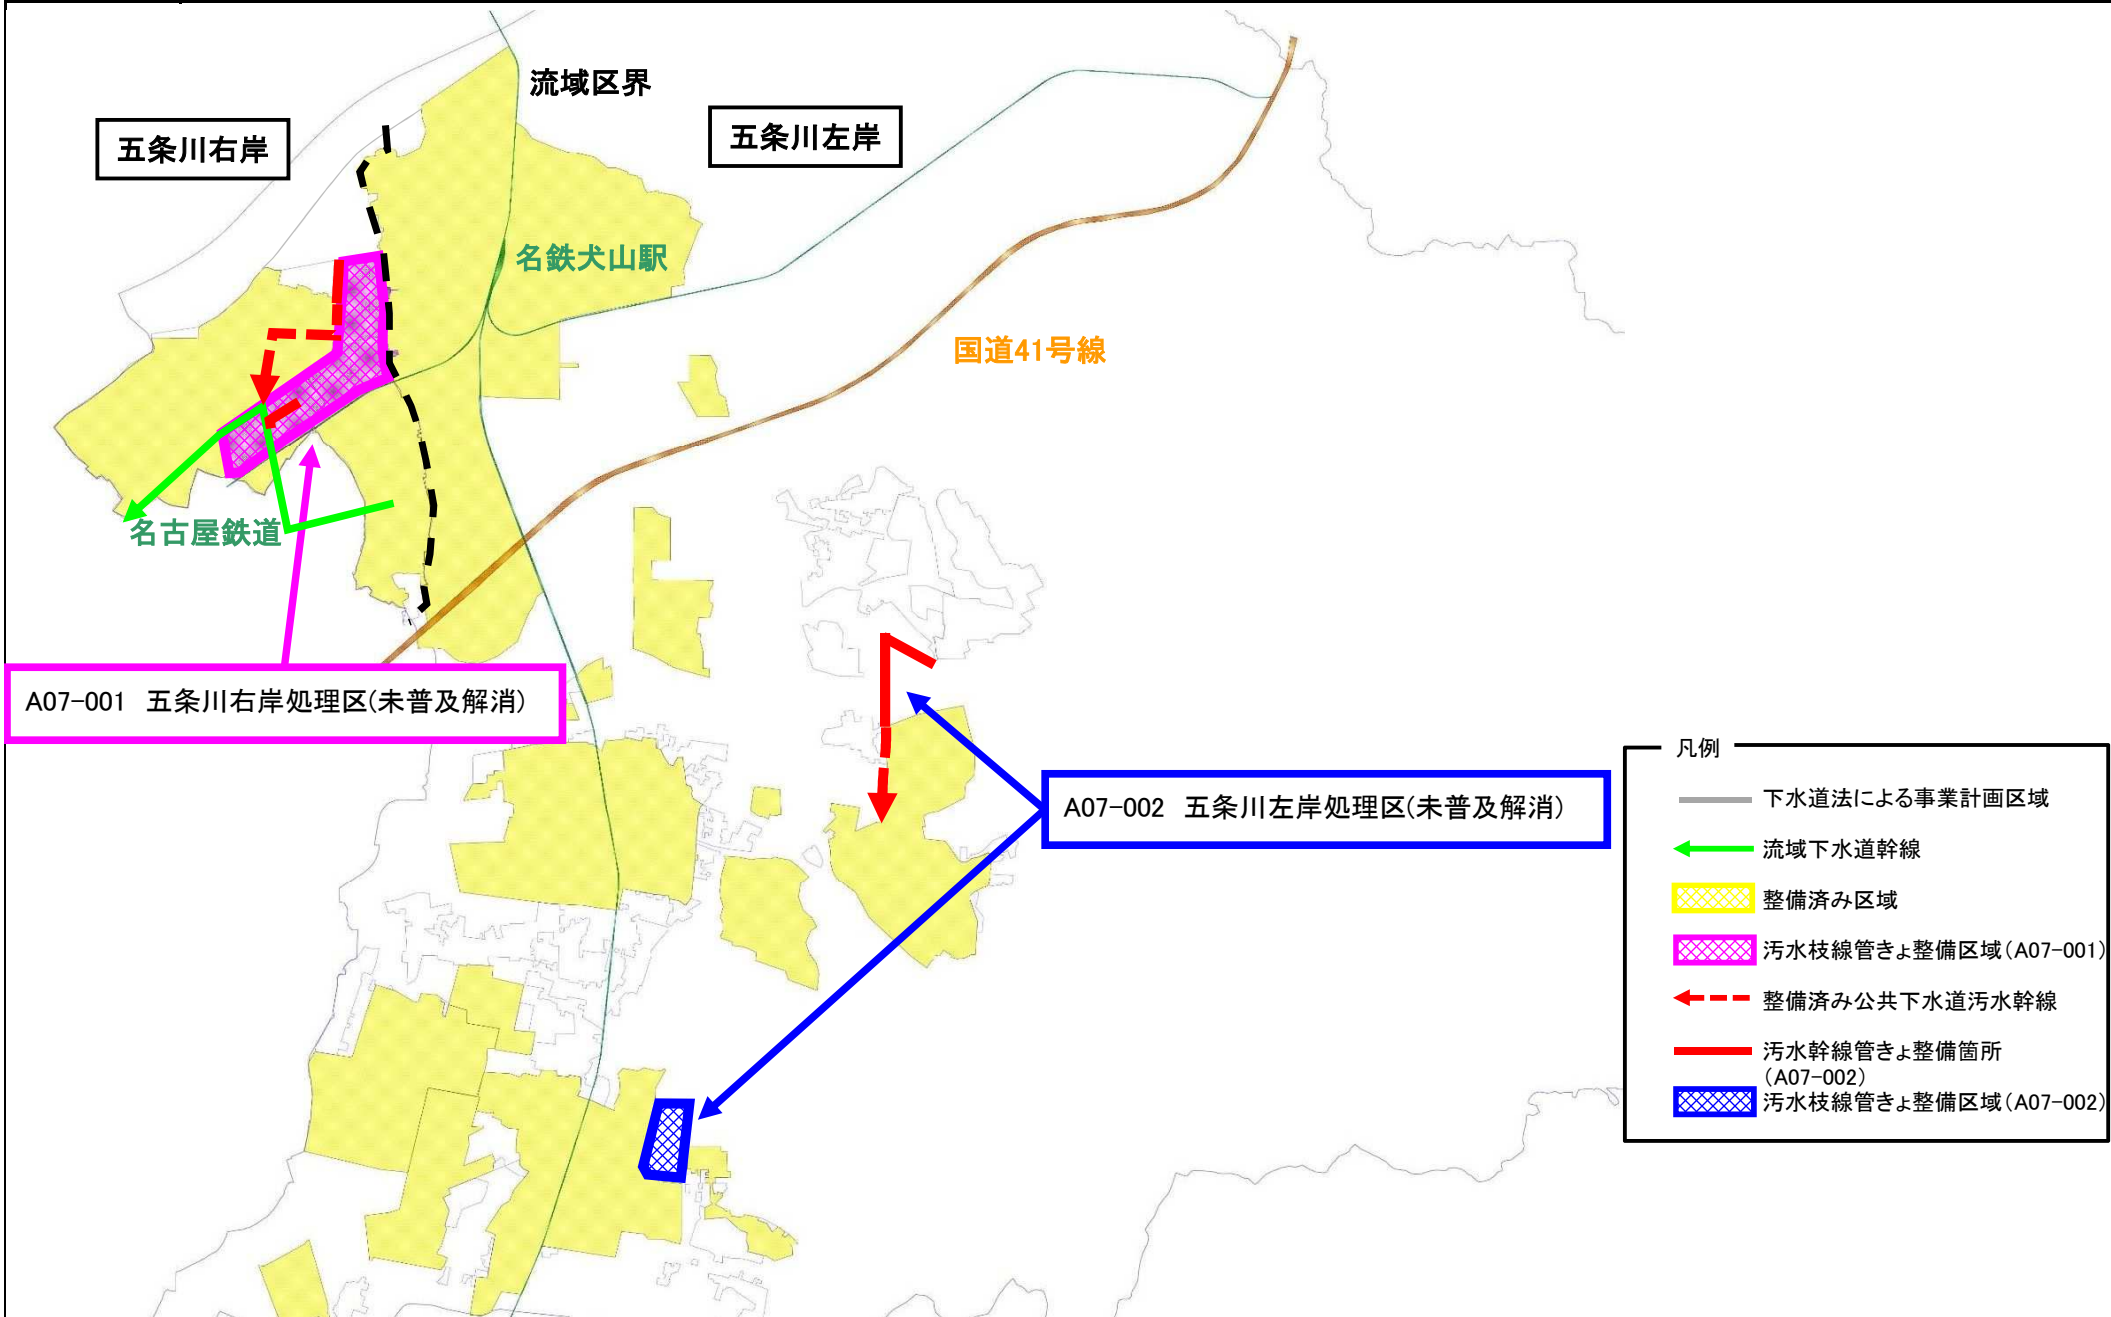 流域区界
五条川右岸
五条川左岸
名鉄犬山駅
国道41号線
名古屋鉄道
A07-001 五条川右岸処理区(未普及解消)
A07-002 五条川左岸処理区(未普及解消)
凡例
下水道法による事業計画区域
流域下水道幹線
整備済み区域
汚水枝線管きょ整備区域(A07-001)
整備済み公共下水道汚水幹線
汚水幹線管きょ整備箇所
(A07-002)
汚水枝線管きょ整備区域(A07-002)